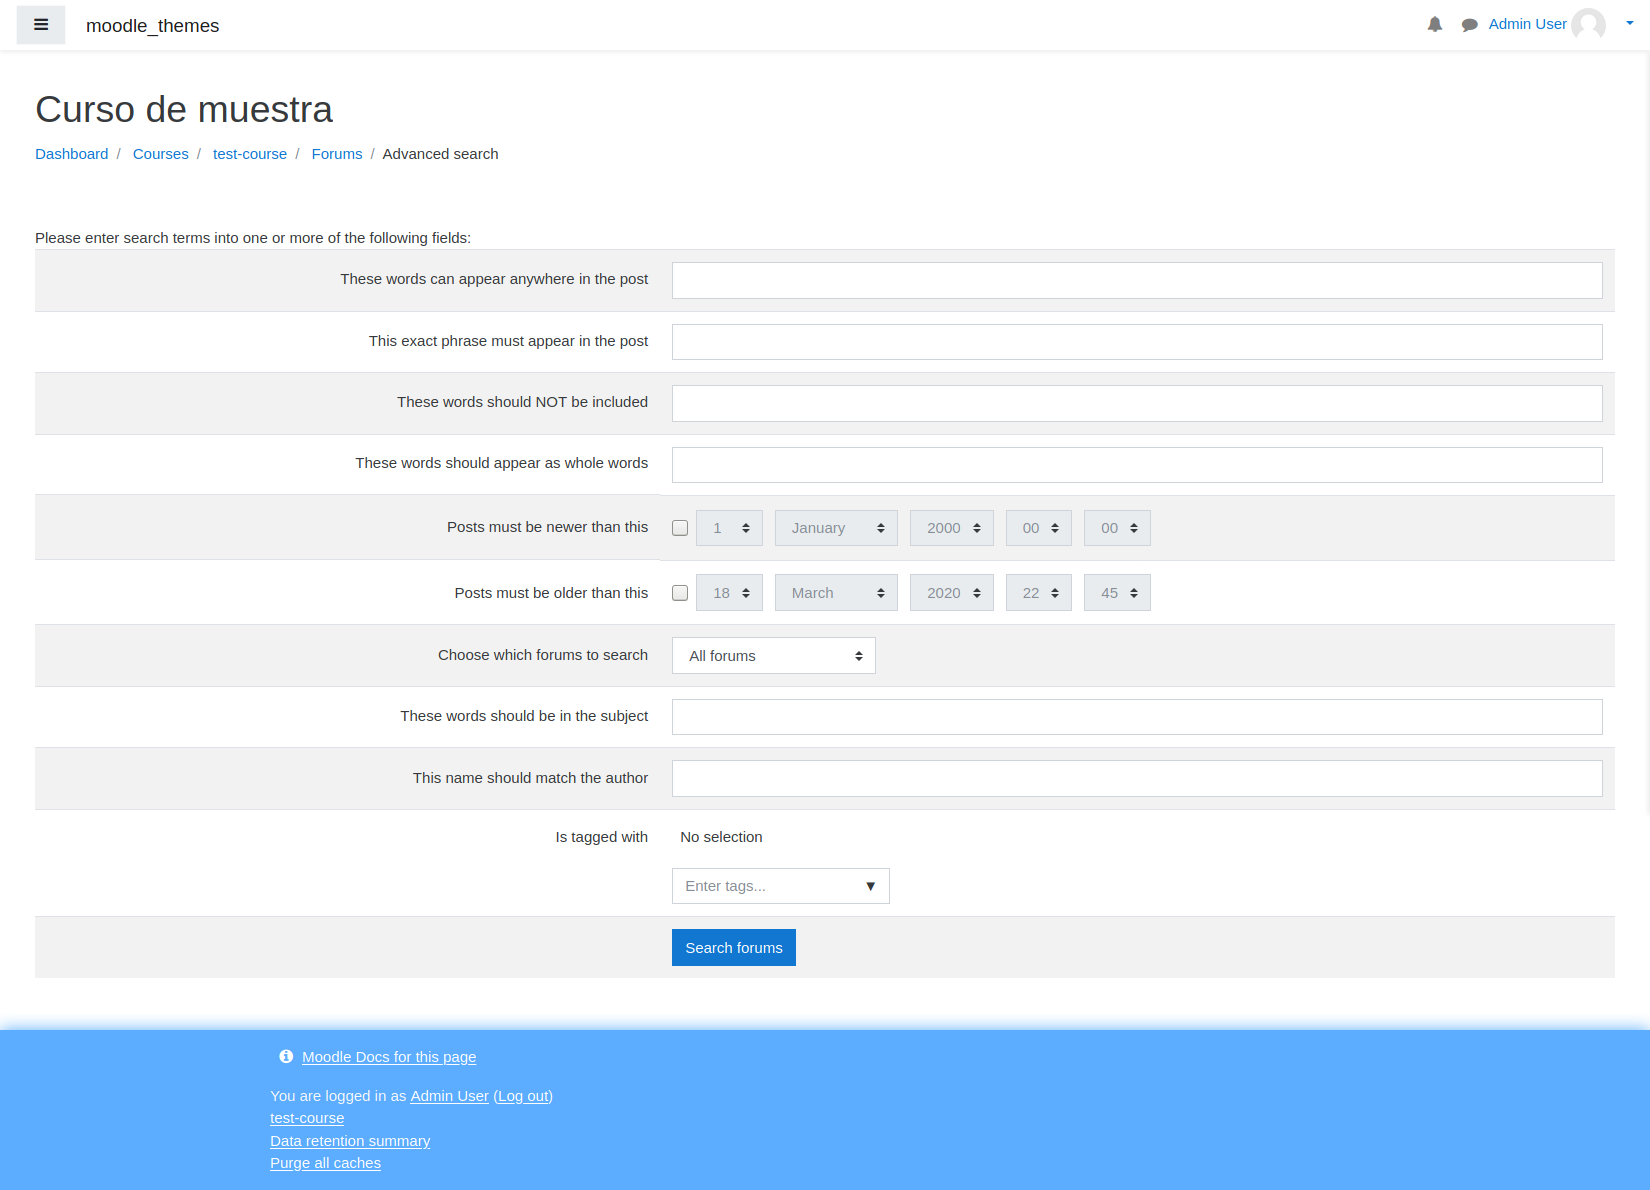 moodle_themes
Admin User
Curso de muestra
Dashboard / Courses / test-course / Forums / Advanced search
Please enter search terms into one or more of the following fields:
These words can appear anywhere in the post
This exact phrase must appear in the post
These words should NOT be included
These words should appear as whole words
Posts must be newer than this 1 January 2000 00 00
Posts must be older than this 18 March 2020 22 45
Choose which forums to search All forums
These words should be in the subject
This name should match the author
Is tagged with No selection
Enter tags... ▼
Search forums
Moodle Docs for this page
You are logged in as Admin User (Log out)
test-course
Data retention summary
Purge all caches